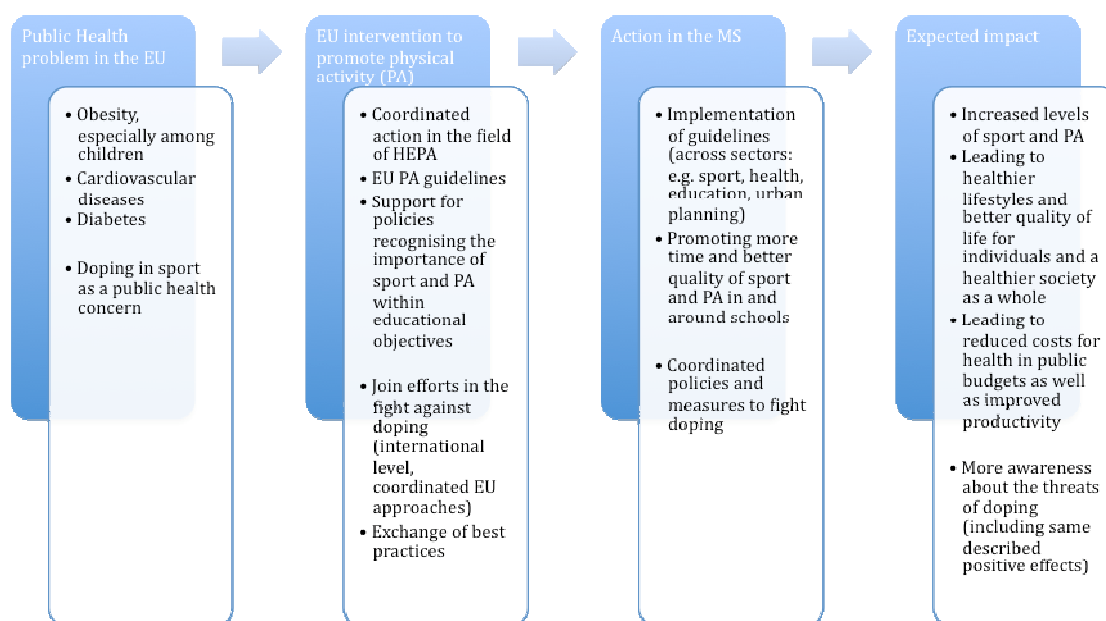 Public Health
problem in the EU
• Obesity,
especially among
children
• Cardiovascular
diseases
• Diabetes
• Doping in sport
as a public health
concern
EU intervention to
promote physical
activity (PA)
• Coordinated
action in the field
of HEPA
• EU PA guidelines
• Support for
policies
recognising the
importance of
sport and PA
within
educational
objectives
• Join efforts in the
fight against
doping
(international
level,
coordinated EU
approaches)
• Exchange of best
practices
Action in the MS
• Implementation
of guidelines
(across sectors:
e.g. sport, health,
education, urban
planning)
• Promoting more
time and better
quality of sport
and PA in and
around schools
• Coordinated
policies and
measures to fight
doping
Expected impact
• Increased levels
of sport and PA
• Leading to
healthier
lifestyles and
better quality of
life for
individuals and a
healthier society
as a whole
• Leading to
reduced costs for
health in public
budgets as well
as improved
productivity
• More awareness
about the threats
of doping
(including same
described
positive effects)